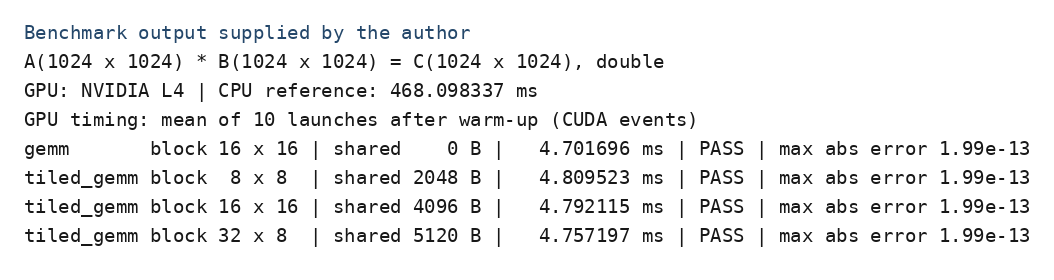 Benchmark output supplied by the author
A(1024 x 1024) * B(1024 x 1024) = C(1024 x 1024), double
GPU: NVIDIA L4 | CPU reference: 468.098337 ms
GPU timing: mean of 10 launches after warm-up (CUDA events)
gemm       block 16 x 16 | shared    0 B |   4.701696 ms | PASS | max abs error 1.99e-13
tiled_gemm block  8 x 8  | shared 2048 B |   4.809523 ms | PASS | max abs error 1.99e-13
tiled_gemm block 16 x 16 | shared 4096 B |   4.792115 ms | PASS | max abs error 1.99e-13
tiled_gemm block 32 x 8  | shared 5120 B |   4.757197 ms | PASS | max abs error 1.99e-13